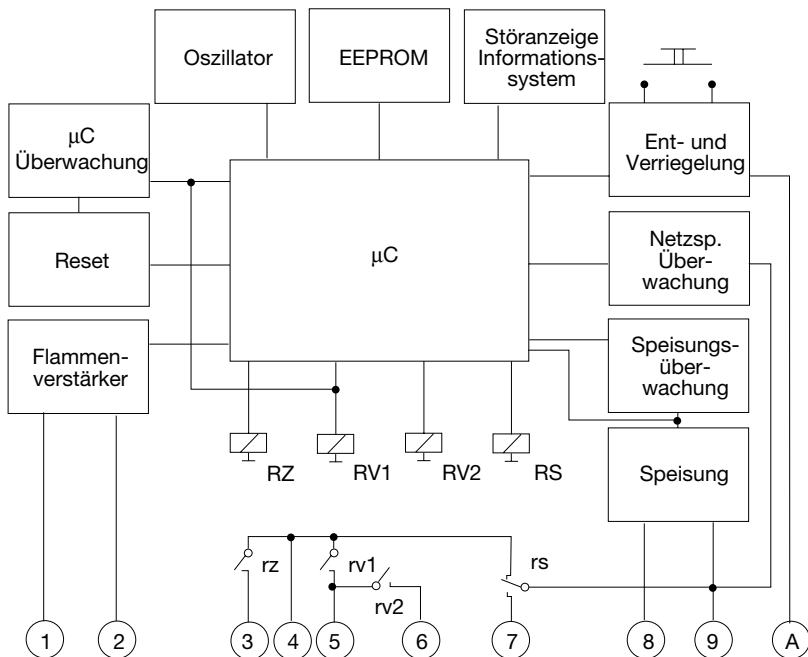 Oszillator
EEPROM
Störanzeige
Informations-
system
µC
Überwachung
Ent- und
Verriegelung
Reset
µC
Netzsp.
Über-
wachung
Flammen-
verstärker
Speisungs-
über-
wachung
RZ
RV1
RV2
RS
Speisung
rz
rv1
rv2
rs
1
2
3
4
5
6
7
8
9
A